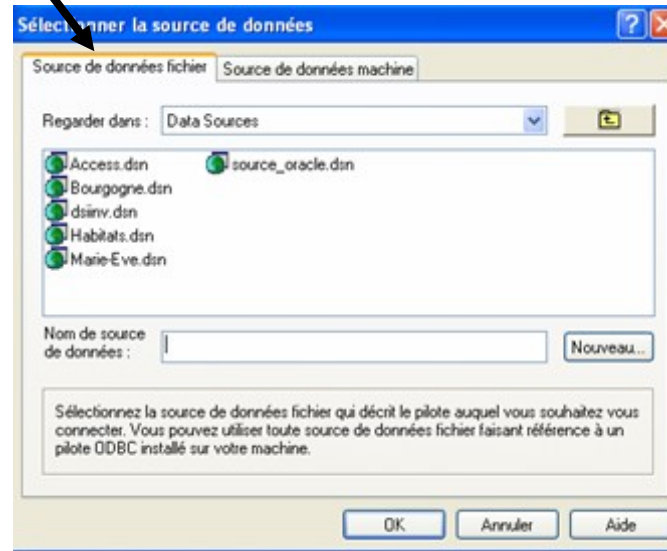 Sélectionner la source de données
Source de données fichier Source de données machine
Regarder dans : Data Sources
Access.dsn source_oracle.dsn
Bourgogne.dsn
dsiinv.dsn
Habitats.dsn
Marie-Eve.dsn
Nom de source
de données :
Nouveau...
Sélectionnez la source de données fichier qui décrit le pilote auquel vous souhaitez vous
connecter. Vous pouvez utiliser toute source de données fichier faisant référence à un
pilote ODBC installé sur votre machine.
OK Annuler Aide